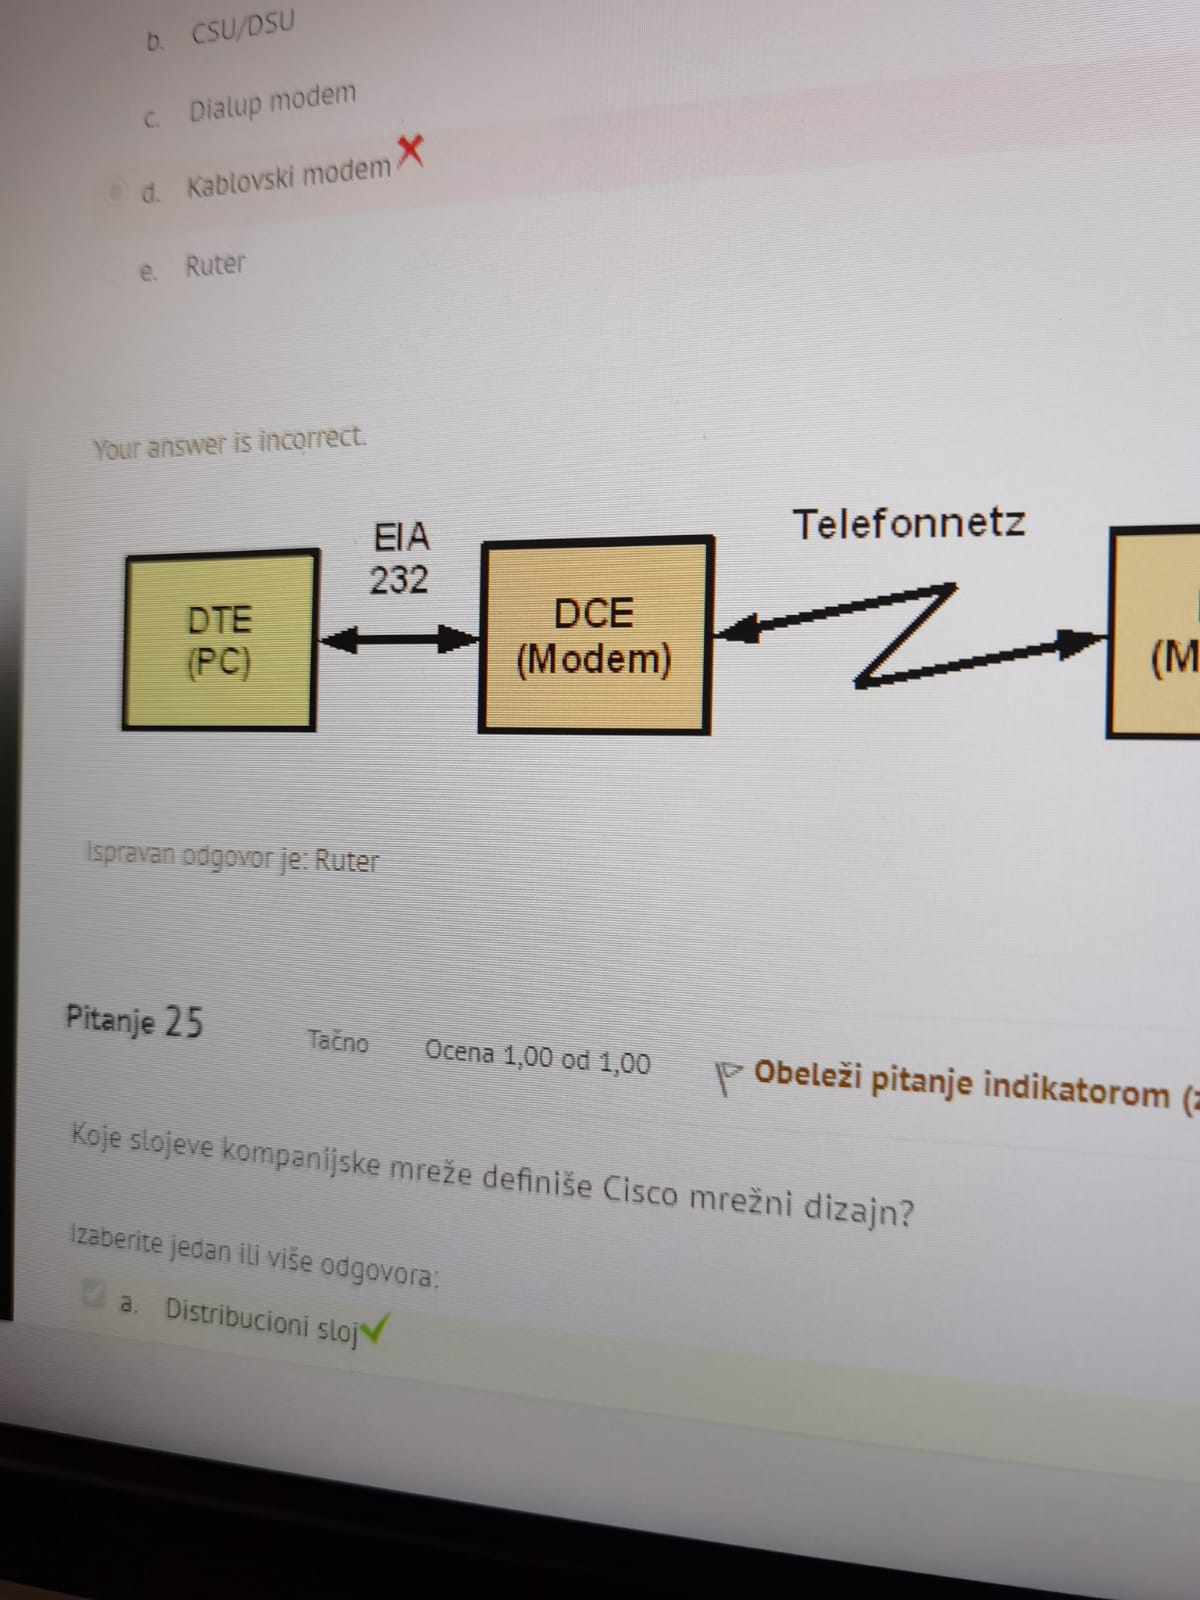 b. CSU/DSU
c. Dialup modem
d. Kablovski modem
e. Ruter
Your answer is incorrect.
EIA
232
Telefonnetz
DTE
(PC)
DCE
(Modem)
(M
Ispravan odgovor je: Ruter
Pitanje 25
Tačno
Ocena 1,00 od 1,00
Obeleži pitanje indikatorom (z
Koje slojeve kompanijske mreže definiše Cisco mrežni dizajn?
Izaberite jedan ili više odgovora:
a. Distribucioni sloj